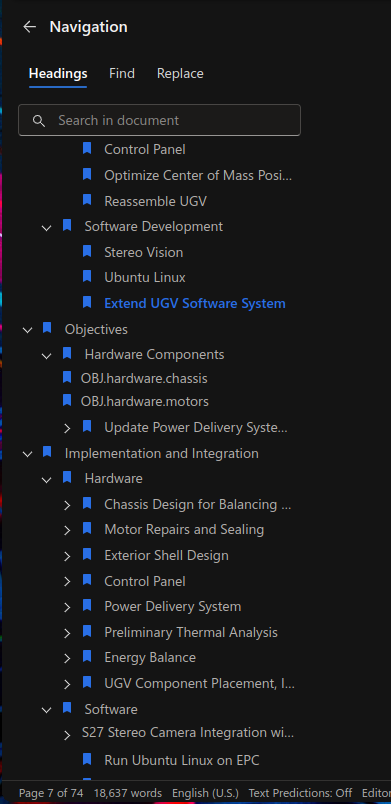 Navigation
Headings Find Replace
Search in document
Control Panel
Optimize Center of Mass Posi...
Reassemble UGV
Software Development
Stereo Vision
Ubuntu Linux
Extend UGV Software System
Objectives
Hardware Components
OBJ.hardware.chassis
OBJ.hardware.motors
Update Power Delivery Syste...
Implementation and Integration
Hardware
Chassis Design for Balancing ...
Motor Repairs and Sealing
Exterior Shell Design
Control Panel
Power Delivery System
Preliminary Thermal Analysis
Energy Balance
UGV Component Placement, I...
Software
S27 Stereo Camera Integration wi...
Run Ubuntu Linux on EPC
Page 7 of 74 18,637 words English (U.S.) Text Predictions: Off Editor